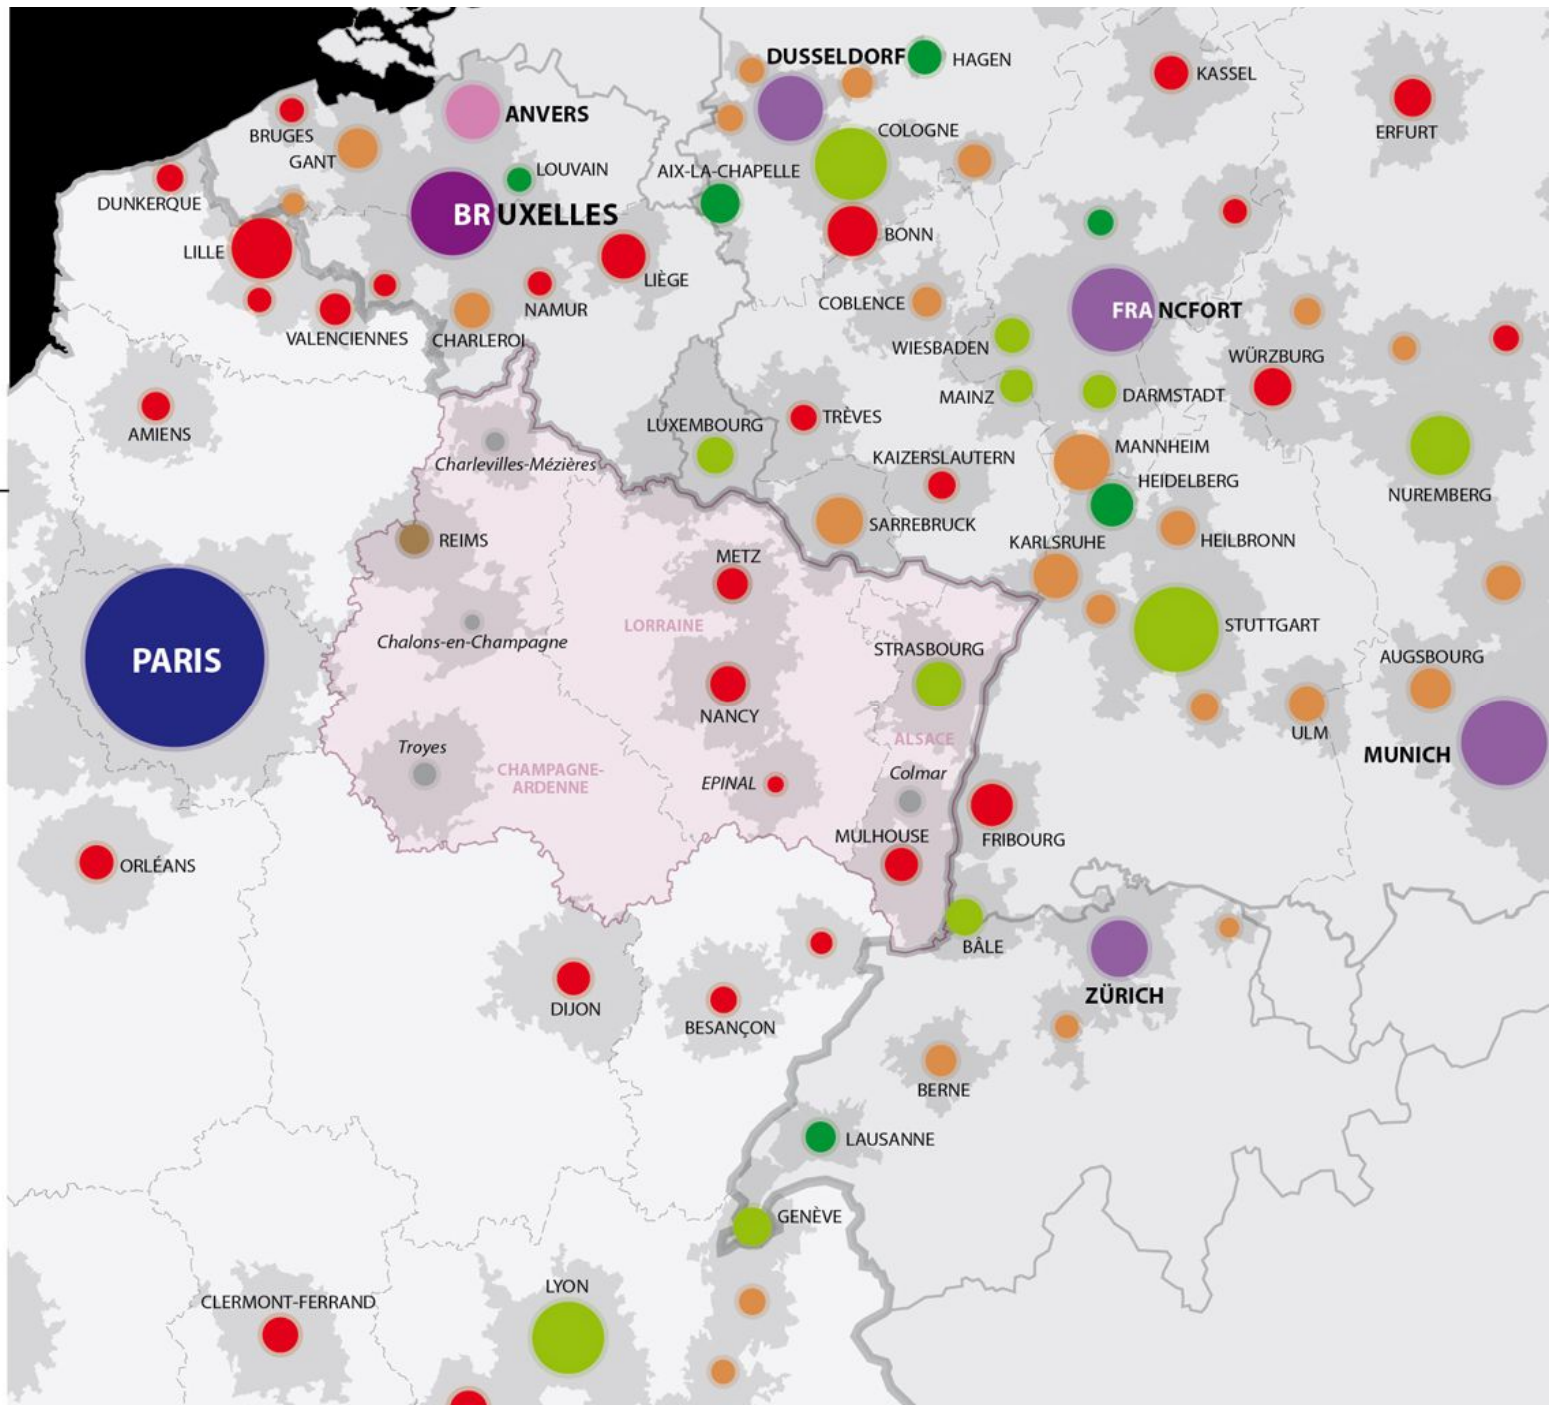 DUSSELDORF
HAGEN
KASSEL
ERFURT
ANVERS
BRUGES
GANT
COLOGNE
LOUVAIN
AIX-LA-CHAPELLE
DUNKERQUE
BRUXELLES
BONN
LILLE
LIÈGE
COBLENCE
NAMUR
FRANCFORT
VALENCIENNES
CHARLEROI
WIESBADEN
WÜRZBURG
MAINZ
DARMSTADT
AMIENS
LUXEMBOURG
TRÈVES
MANNHEIM
KAIZERSLAUTERN
Charlevilles-Mézières
HEIDELBERG
NUREMBERG
SARREBRUCK
REIMS
KARLSRUHE
HEILBRONN
METZ
LORRAINE
STUTTGART
Chalons-en-Champagne
STRASBOURG
PARIS
AUGSBOURG
NANCY
ULM
ALSACE
Troyes
MUNICH
CHAMPAGNE-
ARDENNE
Colmar
EPINAL
MULHOUSE
FRIBOURG
ORLÉANS
BÂLE
ZÜRICH
DIJON
BESANÇON
BERNE
LAUSANNE
GENÈVE
LYON
CLERMONT-FERRAND